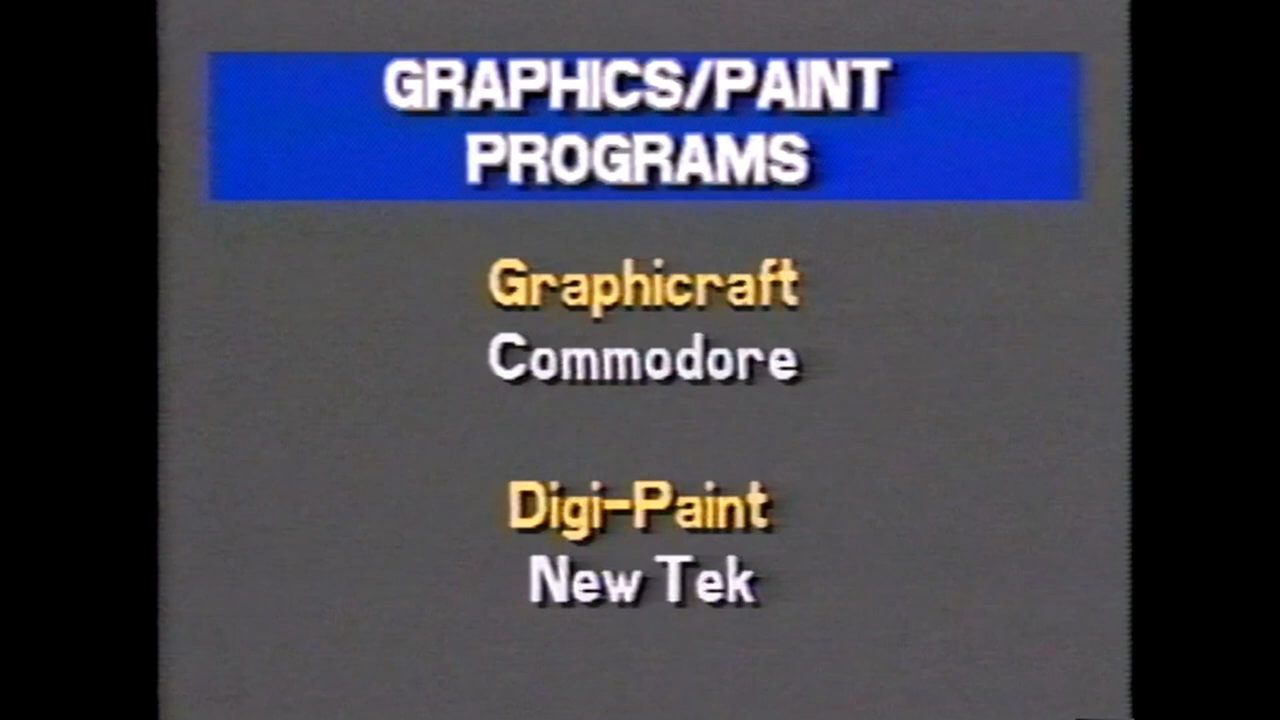 GRAPHICS/PAINT
PROGRAMS
Graphicraft
Commodore
Digi-Paint
New Tek